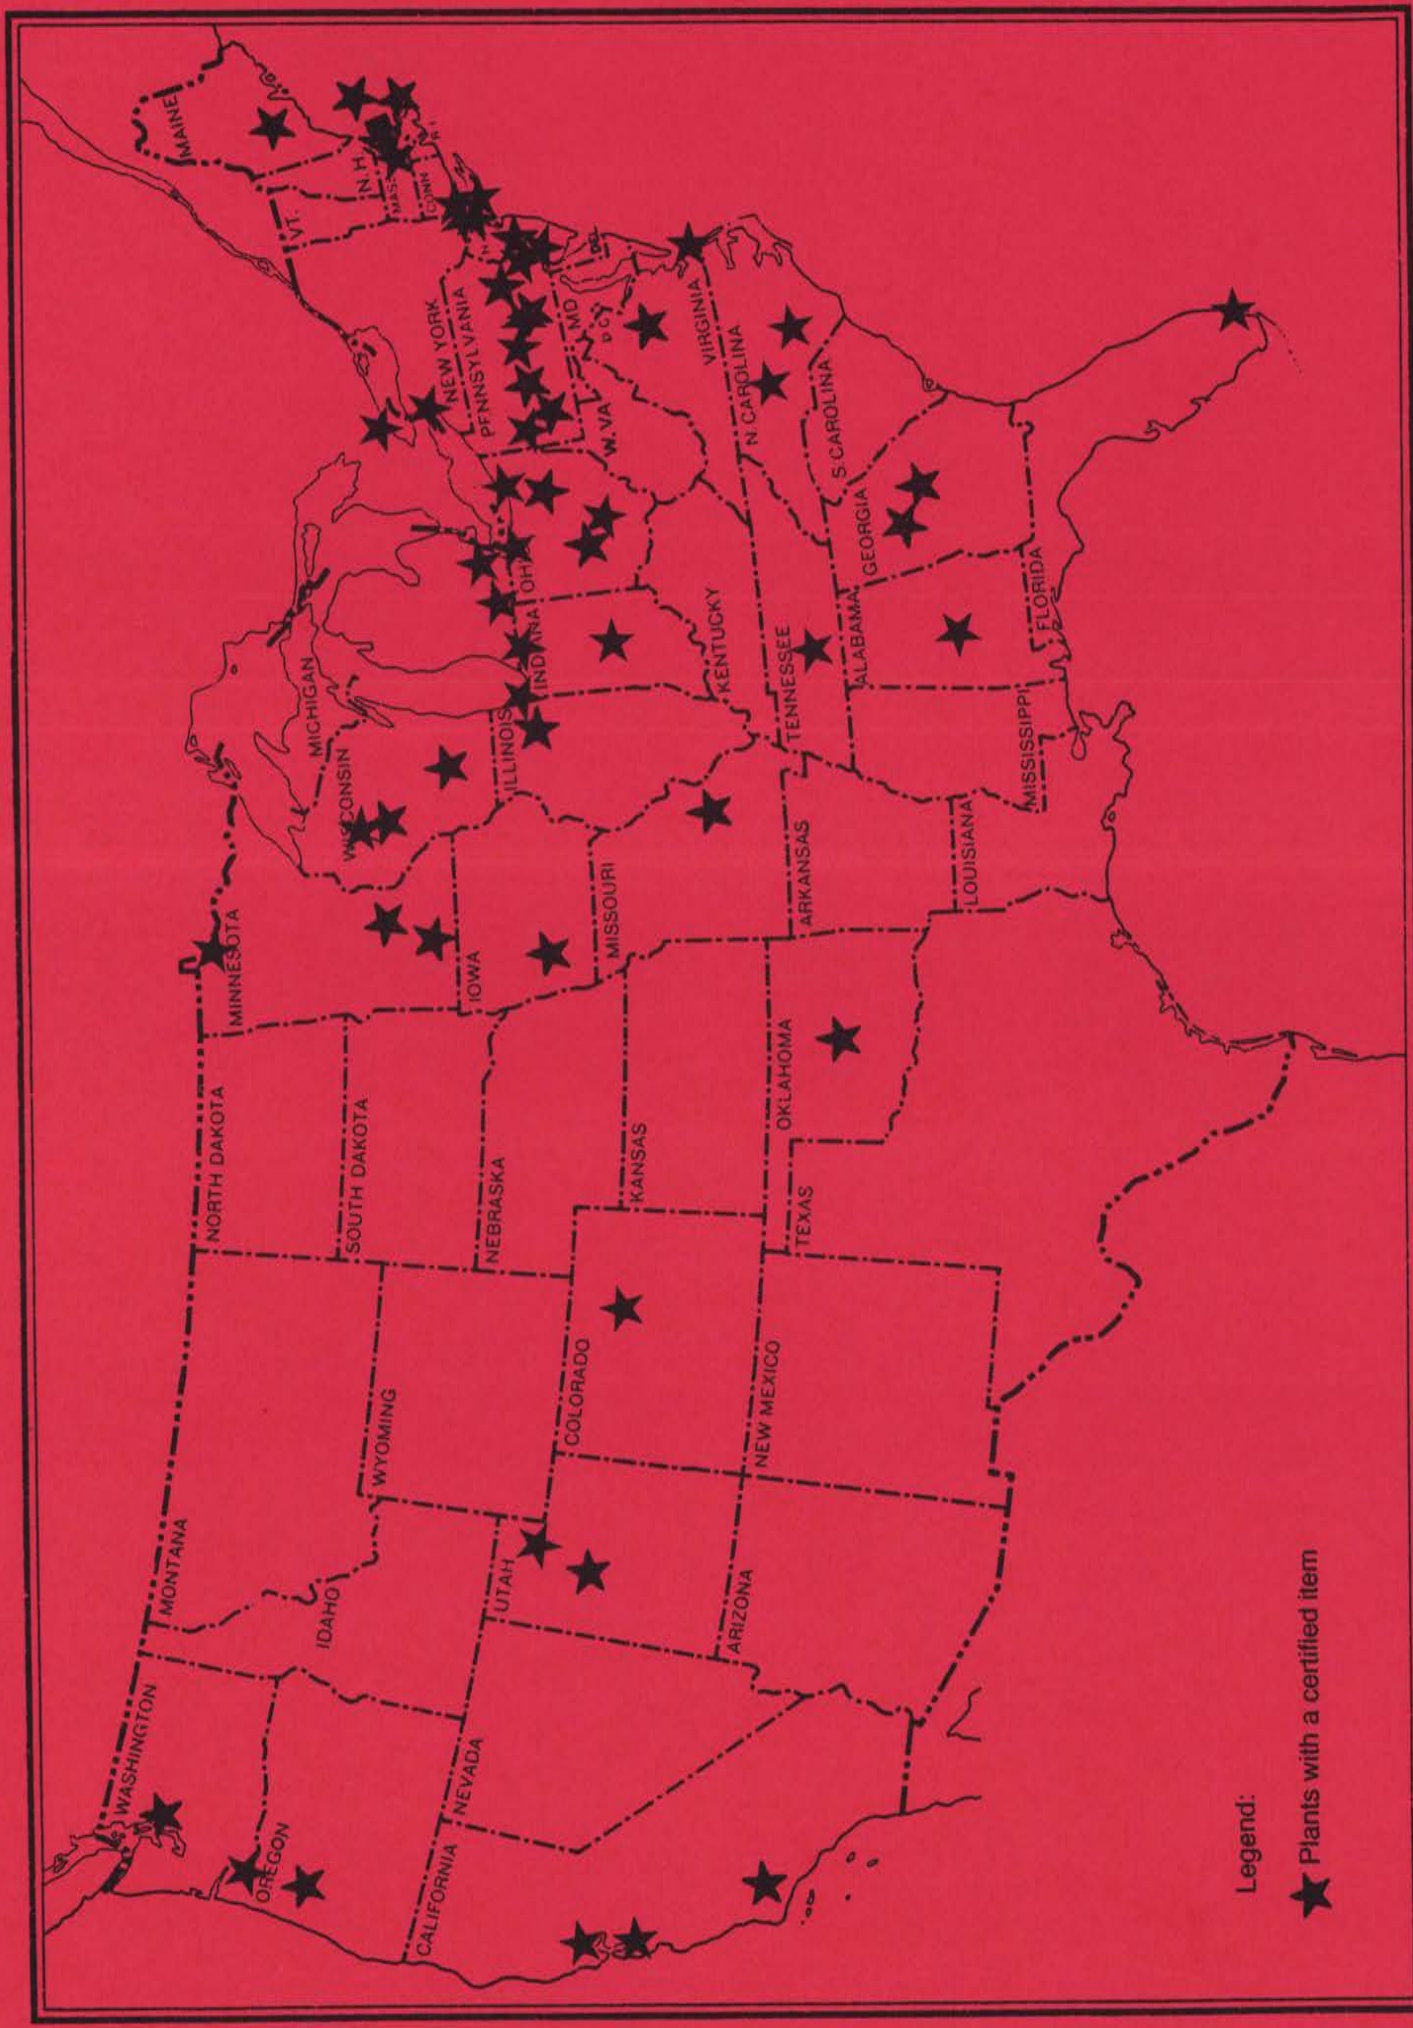 WASHINGTON
OREGON
CALIFORNIA
NEVADA
IDAHO
MONTANA
WYOMING
UTAH
ARIZONA
COLORADO
NEW MEXICO
NORTH DAKOTA
SOUTH DAKOTA
NEBRASKA
KANSAS
OKLAHOMA
TEXAS
MINNESOTA
IOWA
MISSOURI
ARKANSAS
LOUISIANA
WISCONSIN
MICHIGAN
ILLINOIS
INDIANA
OHIO
KENTUCKY
TENNESSEE
MISSISSIPPI
ALABAMA
GEORGIA
FLORIDA
S.CAROLINA
N.CAROLINA
VIRGINIA
W.VA.
MD
D C
DEL
PENNSYLVANIA
NEW YORK
CONN
R I
MAS.
VT.
N.H.
MAINE
Legend:
Plants with a certified item